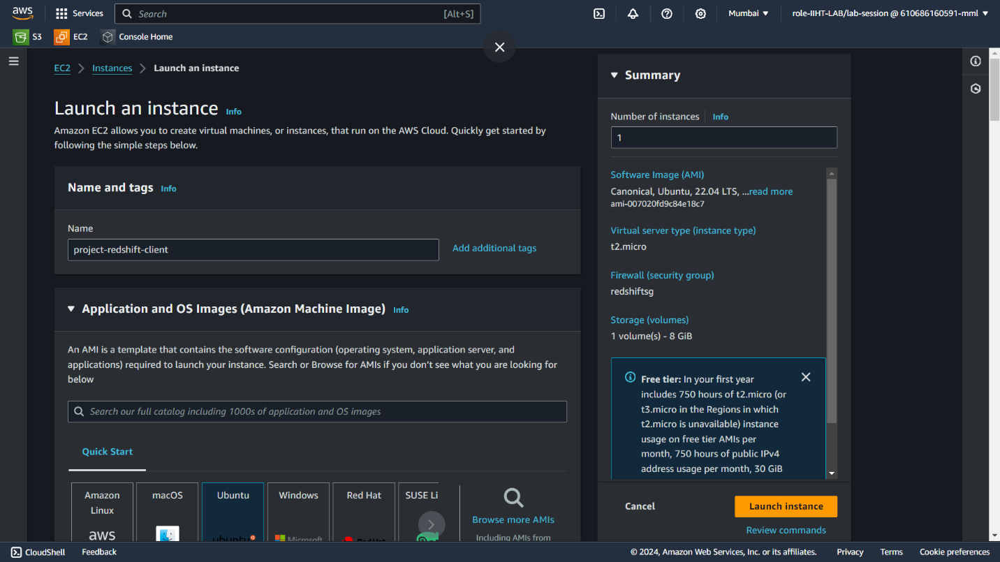 aws
Services
Search
[Alt+S]
Mumbai
role-IIHT-LAB/lab-session @ 610686160591-mml
S3
EC2
Console Home
EC2
Instances
Launch an instance
Launch an instance Info
Amazon EC2 allows you to create virtual machines, or instances, that run on the AWS Cloud. Quickly get started by
following the simple steps below.
Name and tags Info
Name
project-redshift-client
Add additional tags
Application and OS Images (Amazon Machine Image) Info
An AMI is a template that contains the software configuration (operating system, application server, and
applications) required to launch your instance. Search or Browse for AMIs if you don’t see what you are looking for
below
Search our full catalog including 1000s of application and OS images
Quick Start
Amazon
Linux
aws
macOS
Ubuntu
ubuntu
Windows
Microsoft
Red Hat
Red Hat
SUSE Li
Browse more AMIs
Including AMIs from
Summary
Number of instances Info
1
Software Image (AMI)
Canonical, Ubuntu, 22.04 LTS, ...read more
ami-007020fd9c84e18c7
Virtual server type (instance type)
t2.micro
Firewall (security group)
redshiftsg
Storage (volumes)
1 volume(s) - 8 GiB
Free tier: In your first year
includes 750 hours of t2.micro (or
t3.micro in the Regions in which
t2.micro is unavailable) instance
usage on free tier AMIs per
month, 750 hours of public IPv4
address usage per month, 30 GiB
Cancel
Launch instance
Review commands
CloudShell
Feedback
© 2024, Amazon Web Services, Inc. or its affiliates.
Privacy
Terms
Cookie preferences